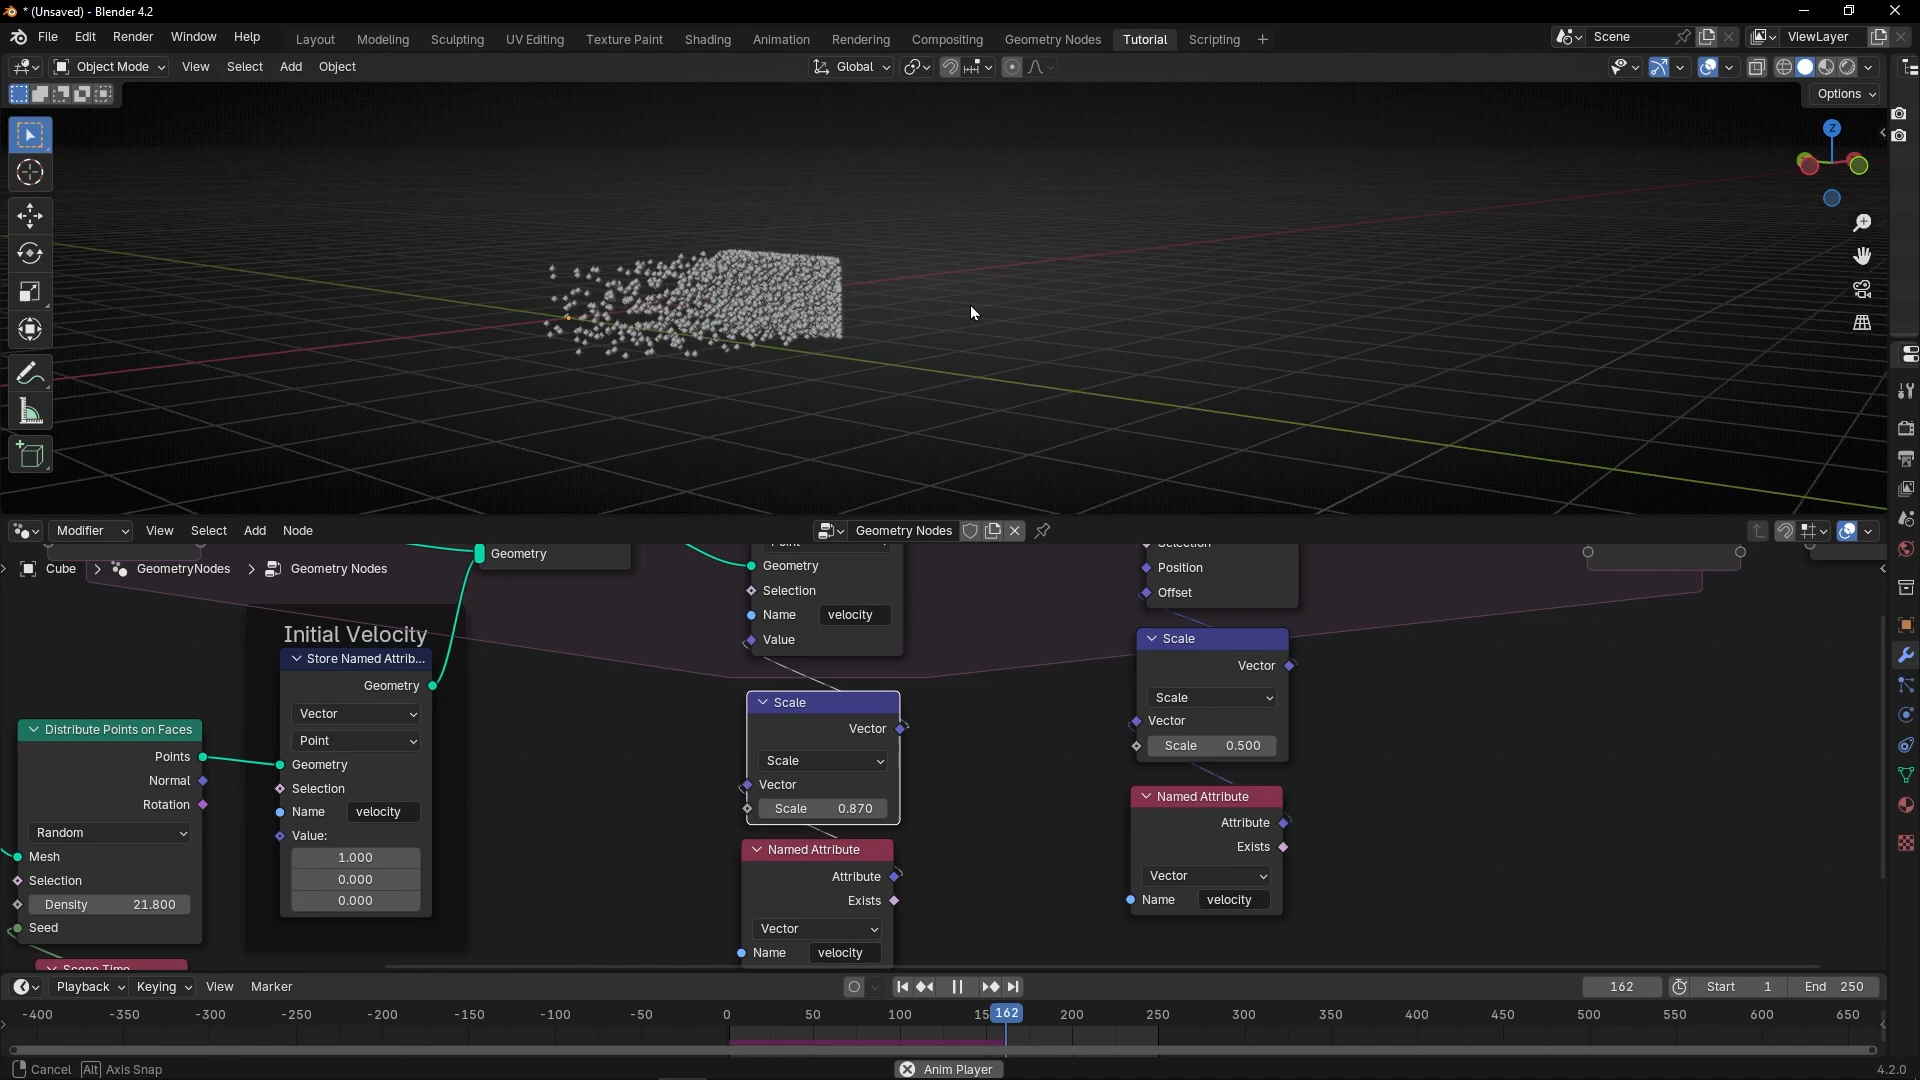 * (Unsaved) - Blender 4.2
File Edit Render Window Help
Layout Modeling Sculpting UV Editing Texture Paint Shading Animation Rendering Compositing Geometry Nodes Tutorial Scripting +
Scene
ViewLayer
Object Mode View Select Add Object
Global
Options
Z
Modifier View Select Add Node
Geometry Nodes
Cube > GeometryNodes > Geometry Nodes
Geometry
Geometry
Selection
Name velocity
Value
Position
Offset
Initial Velocity
Store Named Attrib...
Geometry
Vector
Point
Geometry
Selection
Name velocity
Value:
1.000
0.000
0.000
Distribute Points on Faces
Points
Normal
Rotation
Random
Mesh
Selection
Density 21.800
Seed
Scene Time
Scale
Vector
Scale
Vector
Scale 0.870
Named Attribute
Attribute
Exists
Vector
Name velocity
Scale
Vector
Scale
Vector
Scale 0.500
Named Attribute
Attribute
Exists
Vector
Name velocity
Playback Keying View Marker
162
Start 1
End 250
-400 -350 -300 -250 -200 -150 -100 -50 0 50 100 15 162 200 250 300 350 400 450 500 550 600 650
Cancel Alt Axis Snap
Anim Player
4.2.0